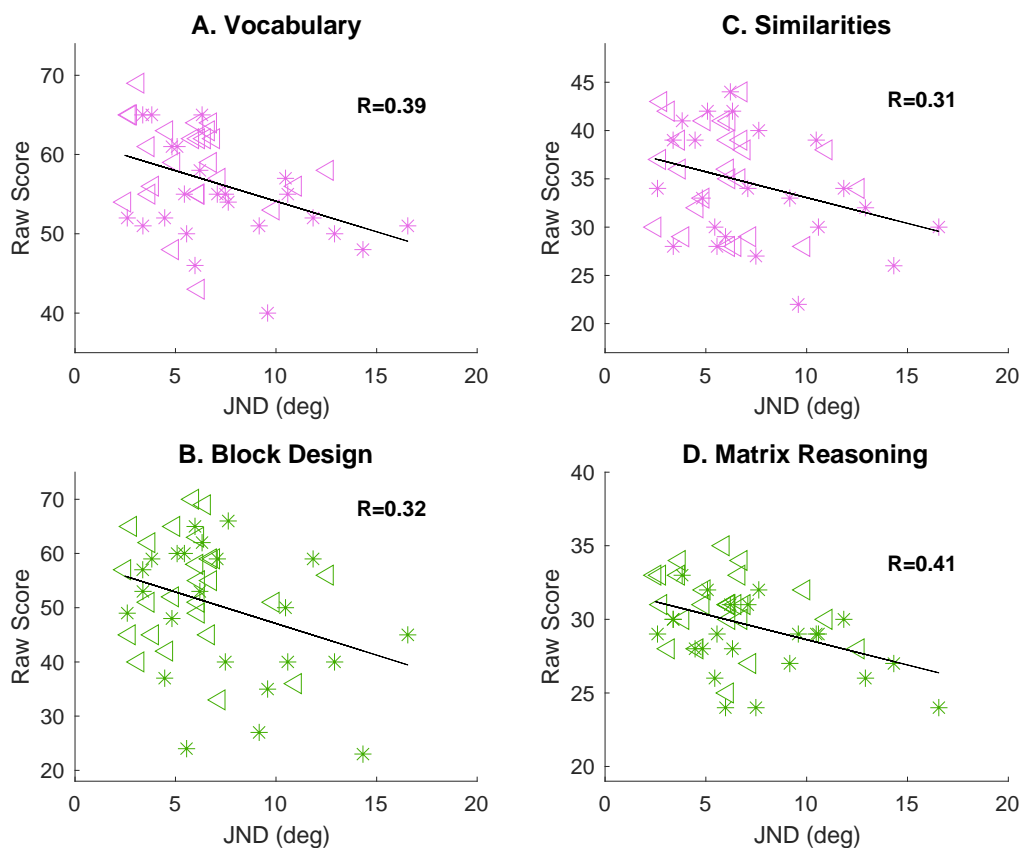 A. Vocabulary
R=0.39
Raw Score
70
60
50
40
0 5 10 15 20
JND (deg)
C. Similarities
R=0.31
Raw Score
45
40
35
30
25
20
0 5 10 15 20
JND (deg)
B. Block Design
R=0.32
Raw Score
70
60
50
40
30
20
0 5 10 15 20
JND (deg)
D. Matrix Reasoning
R=0.41
Raw Score
40
35
30
25
20
0 5 10 15 20
JND (deg)